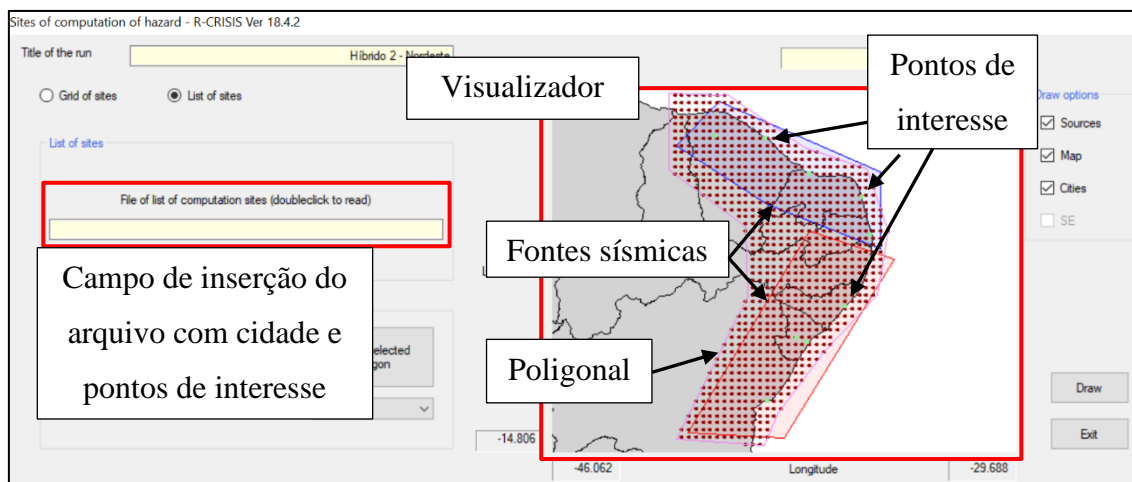 Sites of computation of hazard - R-CRISIS Ver 18.4.2
Title of the run
Híbrido 2 - Nordeste
Grid of sites
List of sites
List of sites
File of list of computation sites (doubleclick to read)
Campo de inserção do
arquivo com cidade e
pontos de interesse
elected
gon
Visualizador
Pontos de
interesse
Fontes sísmicas
Poligonal
Draw options
Sources
Map
Cities
SE
Draw
Exit
-14.806
-46.062
Longitude
-29.688